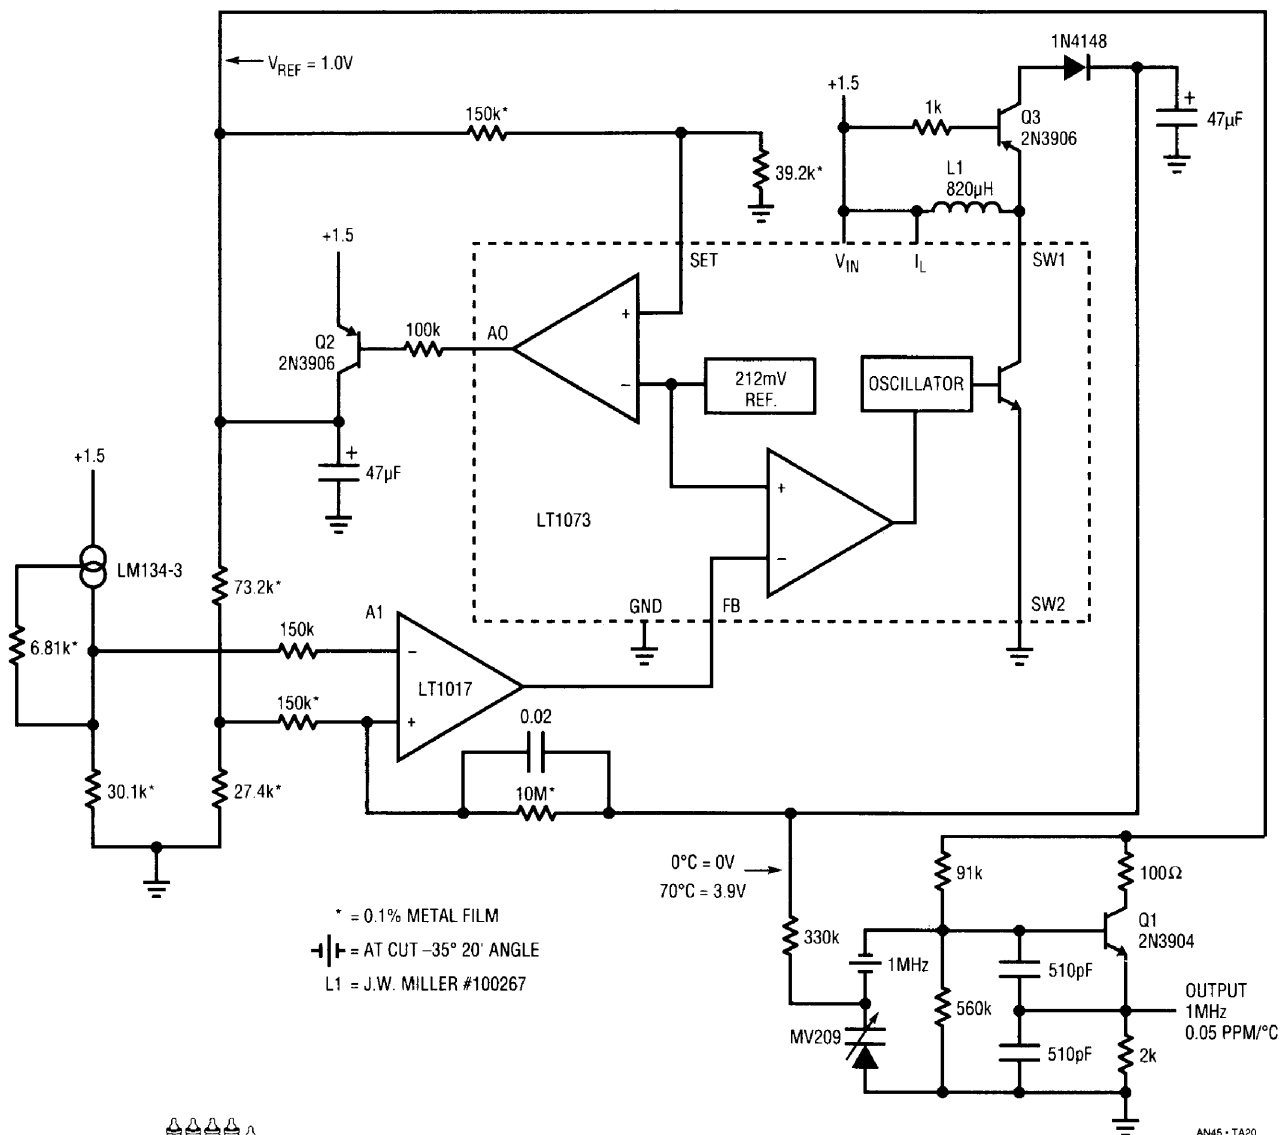 VREF = 1.0V
1N4148
+1.5
1k
Q3
2N3906
+
47µF
150k*
39.2k*
L1
820µH
+1.5
SET
VIN
IL
SW1
Q2
2N3906
100k
AO
+
−
212mV
REF.
OSCILLATOR
+
47µF
+1.5
LM134-3
6.81k*
73.2k*
LT1073
+
−
GND
FB
SW2
A1
150k
−
LT1017
150k*
+
0.02
10M*
30.1k*
27.4k*
0°C = 0V
70°C = 3.9V
91k
100Ω
Q1
2N3904
330k
1MHz
510pF
560k
MV209
510pF
2k
OUTPUT
1MHz
0.05 PPM/°C
* = 0.1% METAL FILM
= AT CUT –35° 20' ANGLE
L1 = J.W. MILLER #100267
AN45 • TA20